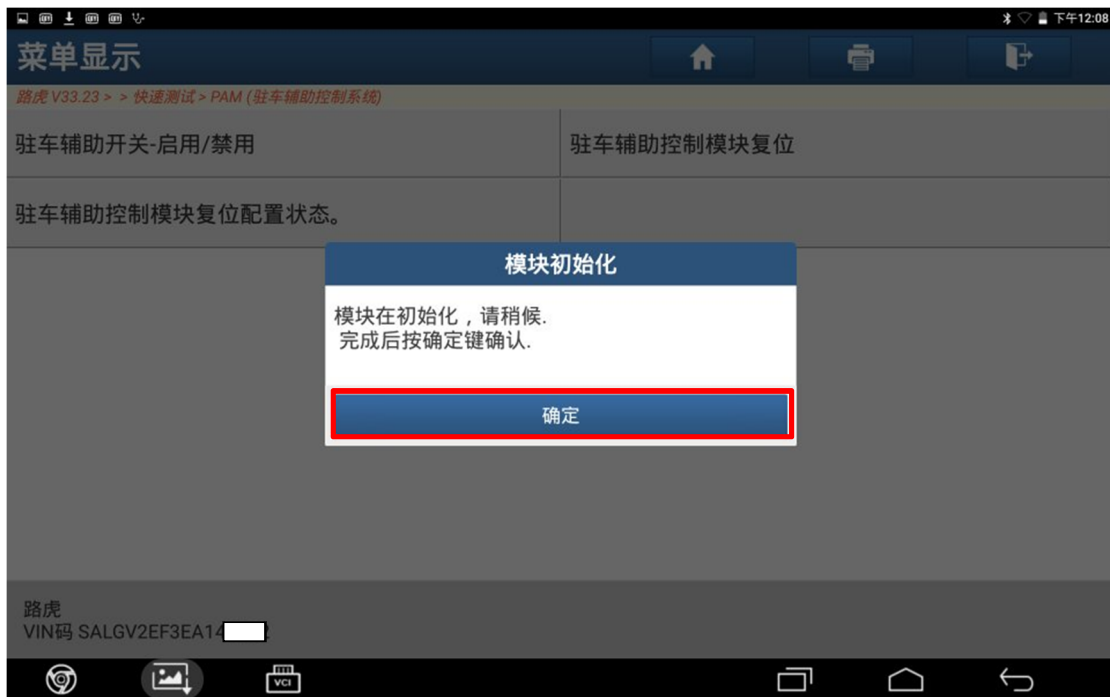 下午12:08
菜单显示
路虎 V33.23 > > 快速测试 > PAM (驻车辅助控制系统)
驻车辅助开关-启用/禁用
驻车辅助控制模块复位
驻车辅助控制模块复位配置状态。
模块初始化
模块在初始化，请稍候.
完成后按确定键确认.
确定
路虎
VIN码 SALGV2EF3EA14
VCI